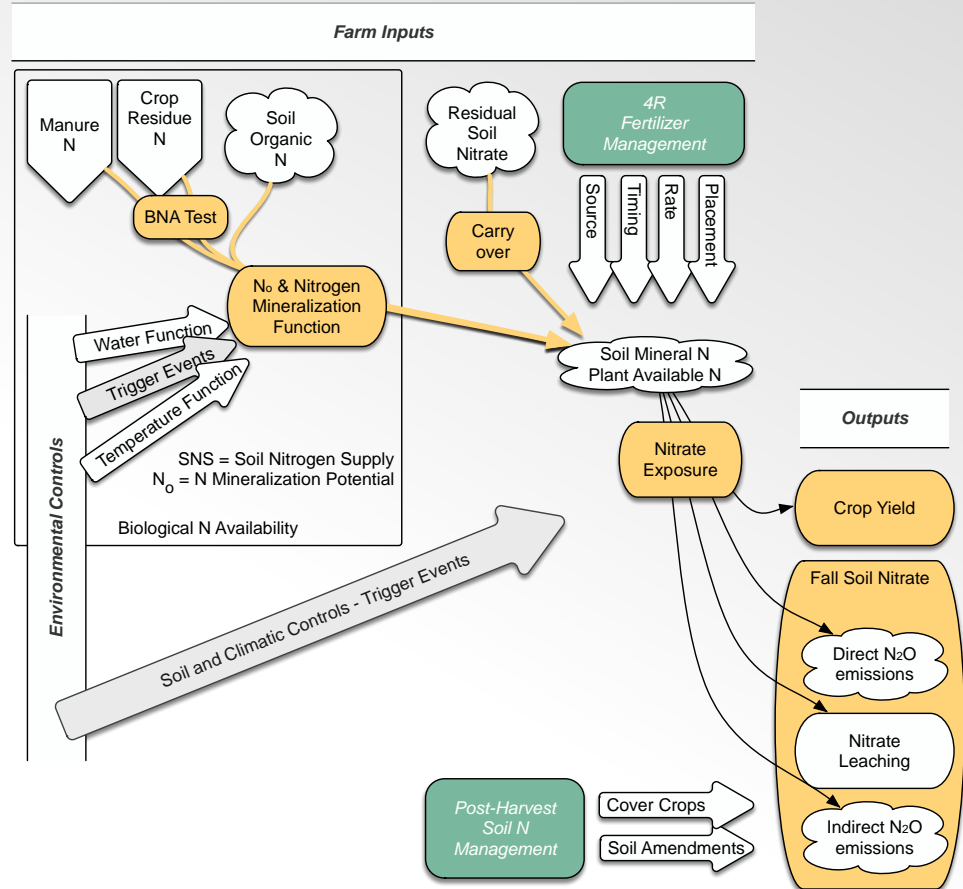 Farm Inputs
Manure
N
Crop
Residue
N
Soil
Organic
N
Residual
Soil
Nitrate
4R
Fertilizer
Management
BNA Test
Carry
over
Source
Timing
Rate
Placement
No & Nitrogen
Mineralization
Function
Water Function
Trigger Events
Temperature Function
Soil Mineral N
Plant Available N
SNS = Soil Nitrogen Supply
No = N Mineralization Potential
Biological N Availability
Environmental Controls
Soil and Climatic Controls - Trigger Events
Nitrate
Exposure
Outputs
Crop Yield
Fall Soil Nitrate
Direct N2O
emissions
Nitrate
Leaching
Indirect N2O
emissions
Post-Harvest
Soil N
Management
Cover Crops
Soil Amendments